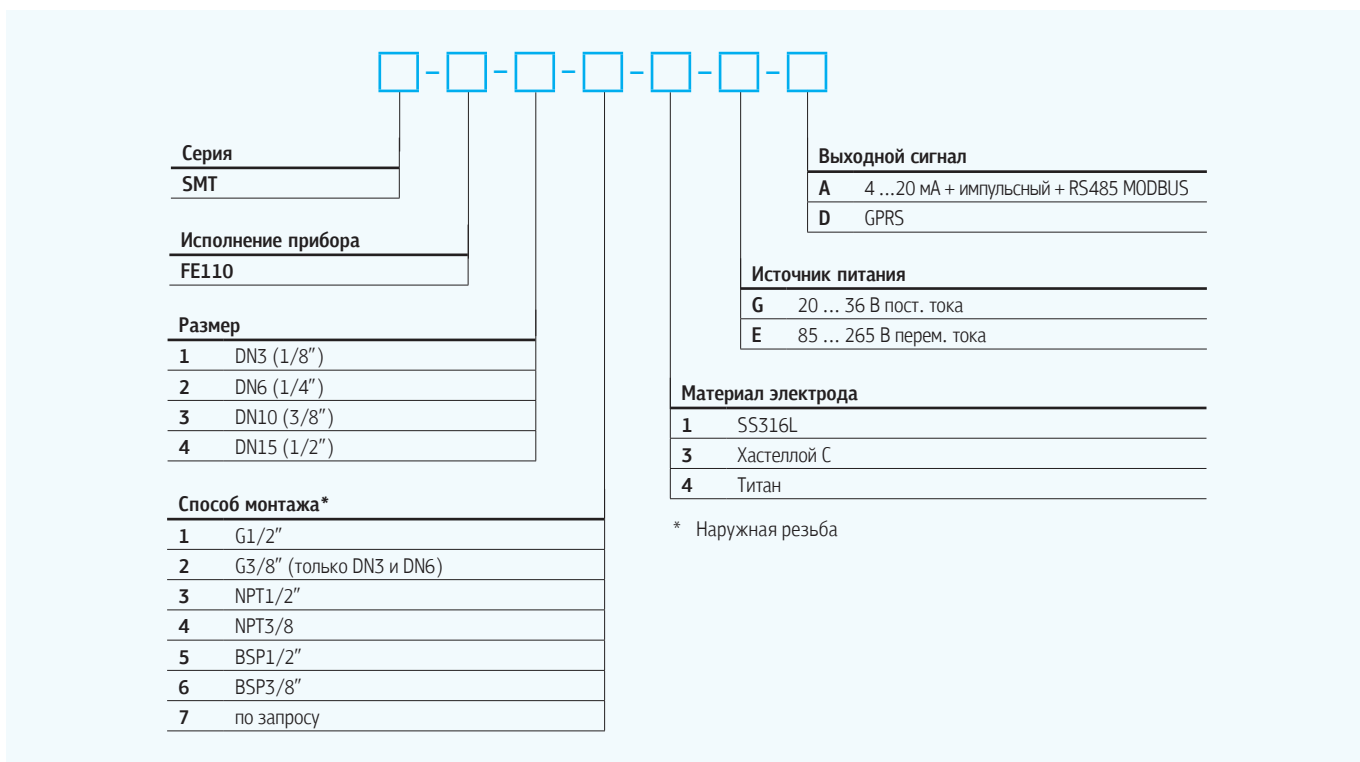 Серия
SMT
Исполнение прибора
FE110
Размер
1 DN3 (1/8")
2 DN6 (1/4")
3 DN10 (3/8")
4 DN15 (1/2")
Способ монтажа*
1 G1/2"
2 G3/8" (только DN3 и DN6)
3 NPT1/2"
4 NPT3/8
5 BSP1/2"
6 BSP3/8"
7 по запросу
Выходной сигнал
A 4 ...20 мА + импульсный + RS485 MODBUS
D GPRS
Источник питания
G 20 ... 36 В пост. тока
E 85 ... 265 В перем. тока
Материал электрода
1 SS316L
3 Хастеллой С
4 Титан
* Наружная резьба